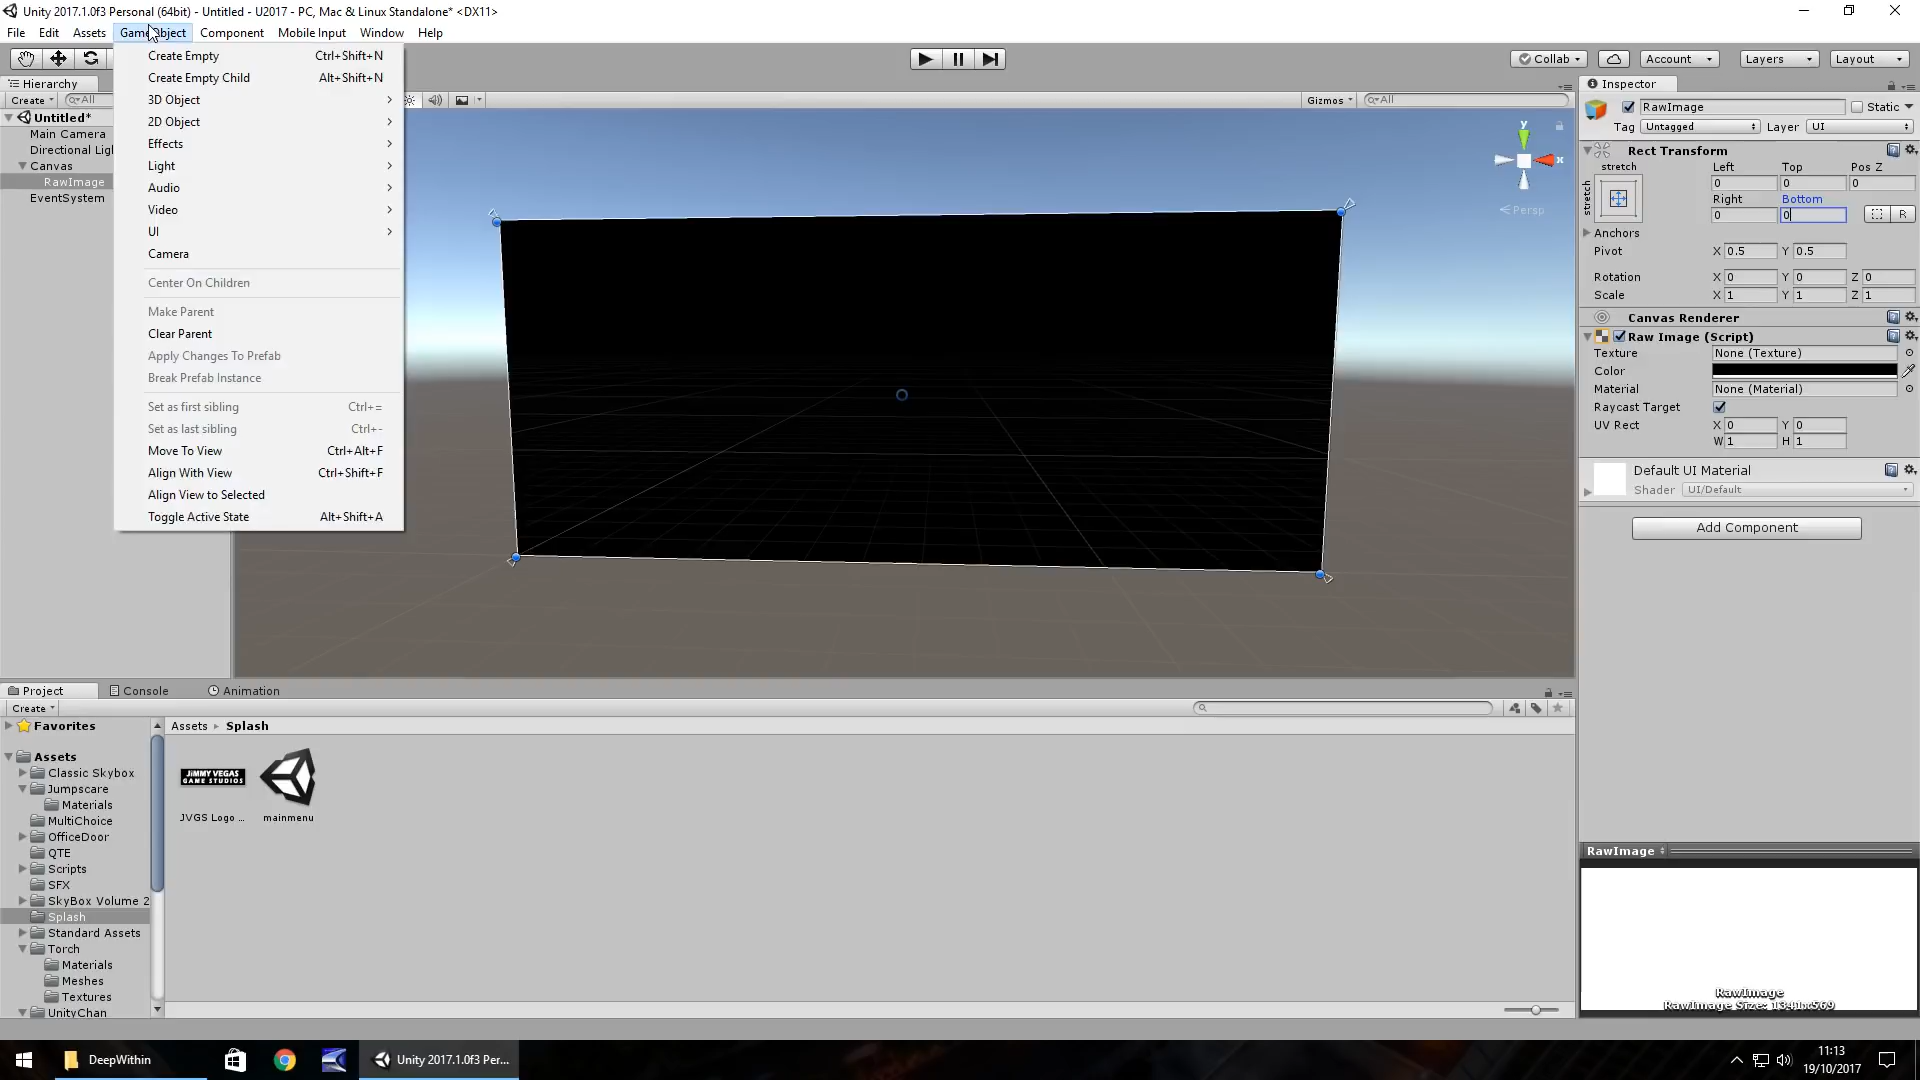 Unity 2017.1.0f3 Personal (64bit) - Untitled - U2017 - PC, Mac & Linux Standalone* <DX11>
File Edit Assets GameObject Component Mobile Input Window Help
Collab Account Layers Layout
Hierarchy
Create All
Untitled*
Main Camera
Directional Ligh
Canvas
RawImage
EventSystem
Create Empty Ctrl+Shift+N
Create Empty Child Alt+Shift+N
3D Object
2D Object
Effects
Light
Audio
Video
UI
Camera
Center On Children
Make Parent
Clear Parent
Apply Changes To Prefab
Break Prefab Instance
Set as first sibling Ctrl+=
Set as last sibling Ctrl+-
Move To View Ctrl+Alt+F
Align With View Ctrl+Shift+F
Align View to Selected
Toggle Active State Alt+Shift+A
Gizmos All
y
x
Persp
Inspector
RawImage Static
Tag Untagged Layer UI
Rect Transform
stretch
stretch
Left Top Pos Z
0 0 0
Right Bottom
0 0 R
Anchors
Pivot X 0.5 Y 0.5
Rotation X 0 Y 0 Z 0
Scale X 1 Y 1 Z 1
Canvas Renderer
Raw Image (Script)
Texture None (Texture)
Color
Material None (Material)
Raycast Target
UV Rect X 0 Y 0
W 1 H 1
Default UI Material
Shader UI/Default
Add Component
RawImage
RawImage
RawImage Size: 1341x569
Project Console Animation
Create
Favorites
Assets
Classic Skybox
Jumpscare
Materials
MultiChoice
OfficeDoor
QTE
Scripts
SFX
SkyBox Volume 2
Splash
Standard Assets
Torch
Materials
Meshes
Textures
UnityChan
Assets Splash
JIMMY VEGAS
GAME STUDIOS
JVGS Logo ... mainmenu
DeepWithin Unity 2017.1.0f3 Per...
11:13
19/10/2017